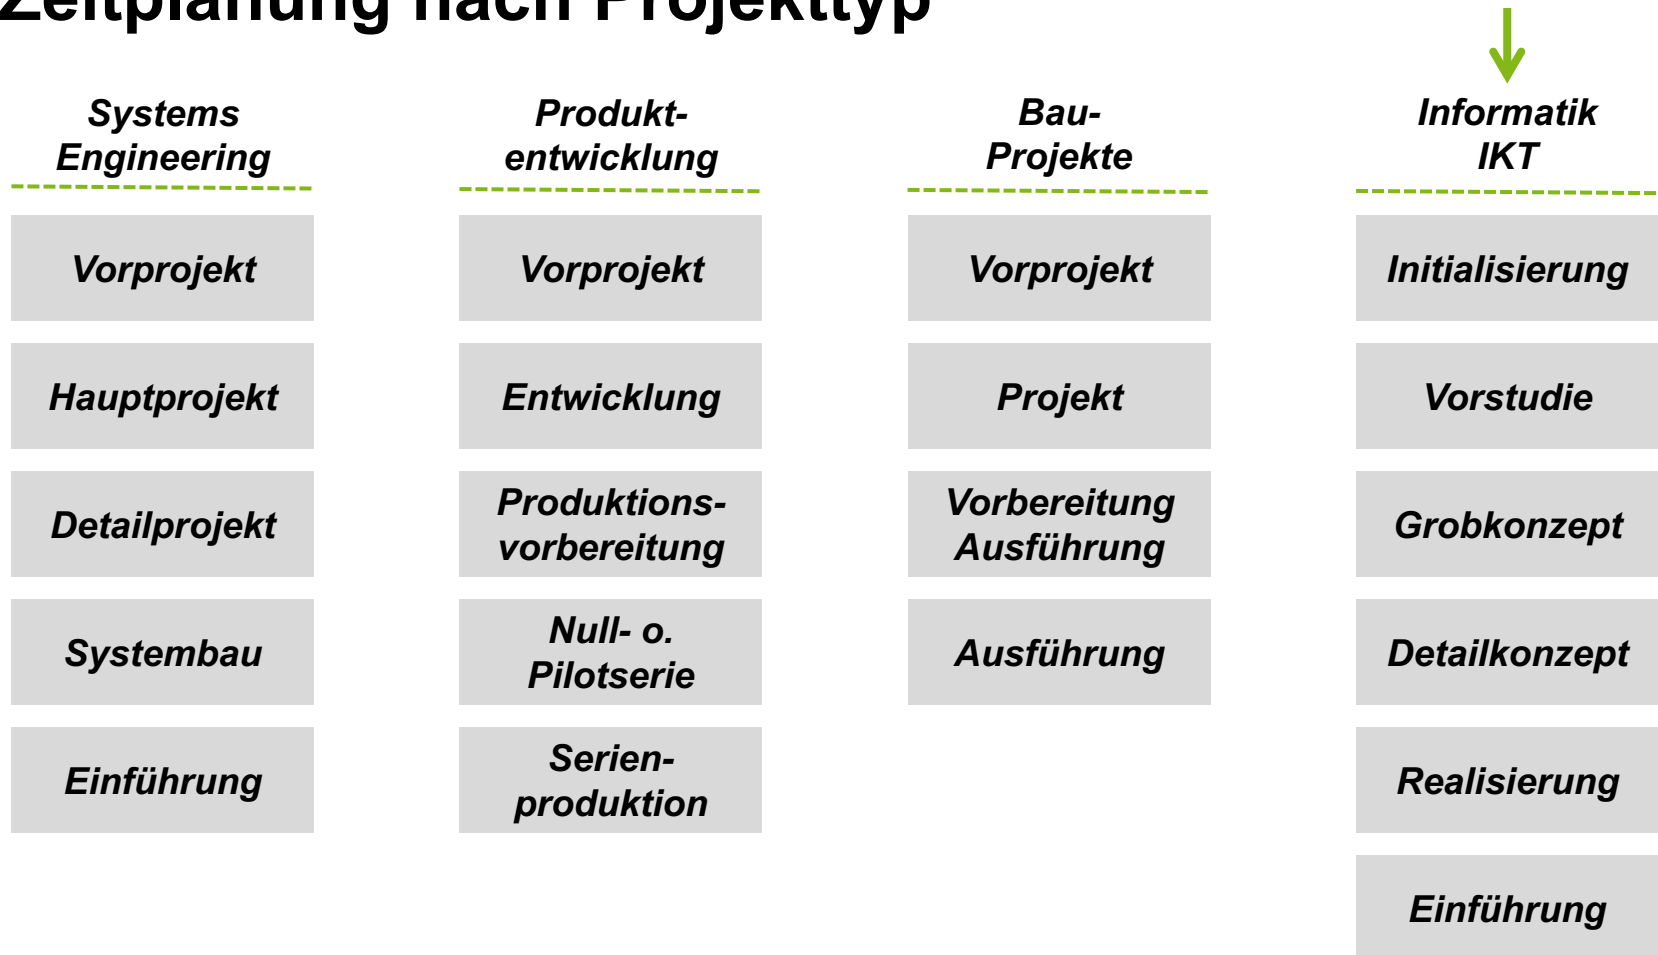 Zeitplanung nach Projekttyp
Systems
Engineering
Vorprojekt
Hauptprojekt
Detailprojekt
Systembau
Einführung
Produkt-
entwicklung
Vorprojekt
Entwicklung
Produktions-
vorbereitung
Null- o.
Pilotserie
Serien-
produktion
Bau-
Projekte
Vorprojekt
Projekt
Vorbereitung
Ausführung
Ausführung
Informatik
IKT
Initialisierung
Vorstudie
Grobkonzept
Detailkonzept
Realisierung
Einführung